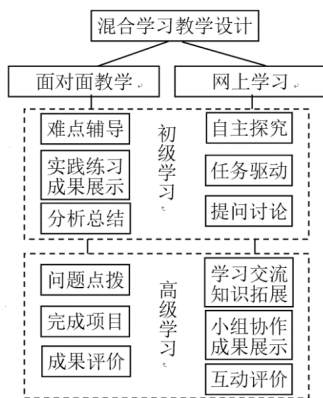 混合学习教学设计
面对面教学
网上学习
难点辅导
实践练习
成果展示
分析总结
初级学习
自主探究
任务驱动
提问讨论
问题点拨
完成项目
成果评价
高级学习
学习交流
知识拓展
小组协作
成果展示
互动评价